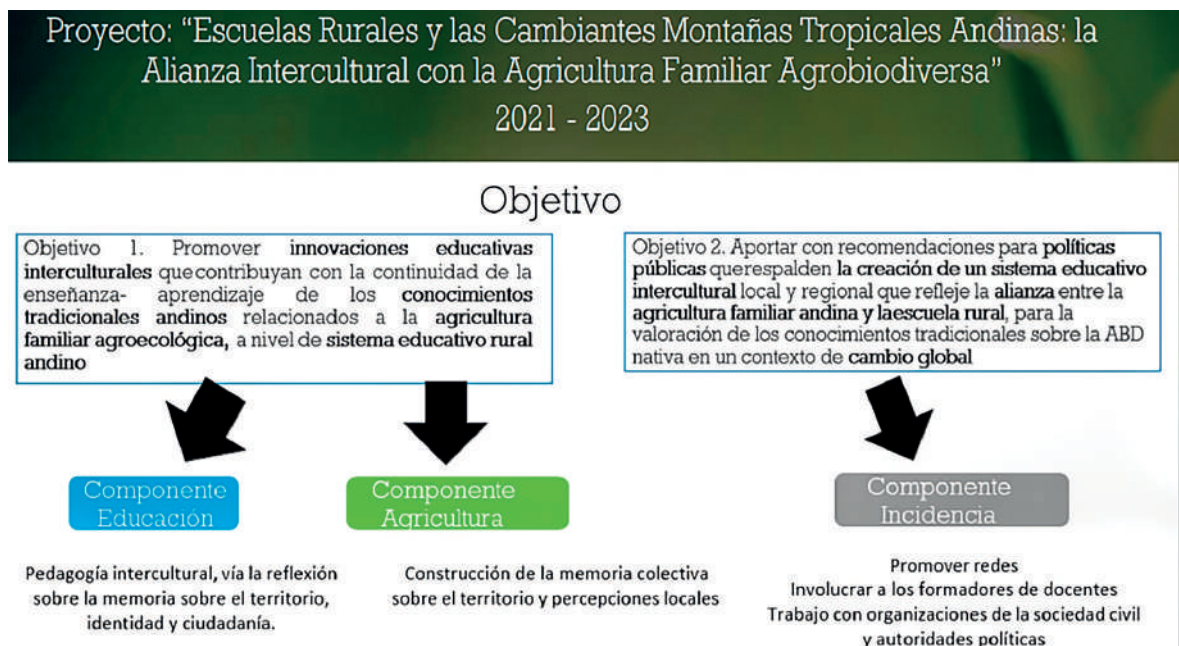 Proyecto: “Escuelas Rurales y las Cambiantes Montañas Tropicales Andinas: la
Alianza Intercultural con la Agricultura Familiar Agrobiodiversa”
2021 - 2023
Objetivo
Objetivo 1. Promover innovaciones educativas
interculturales quecontribuyan con la continuidad de la
enseñanza- aprendizaje de los conocimientos
tradicionales andinos relacionados a la agricultura
familiar agroecológica, a nivel de sistema educativo rural
andino
Objetivo 2. Aportar con recomendaciones para políticas
públicas querespalden la creación de un sistema educativo
intercultural local y regional que refleje la alianza entre la
agricultura familiar andina y laescuela rural, para la
valoración de los conocimientos tradicionales sobre la ABD
nativa en un contexto de cambio global
Componente
Educación
Componente
Agricultura
Componente
Incidencia
Pedagogía intercultural, vía la reflexión
sobre la memoria sobre el territorio,
identidad y ciudadanía.
Construcción de la memoria colectiva
sobre el territorio y percepciones locales
Promover redes
Involucrar a los formadores de docentes
Trabajo con organizaciones de la sociedad civil
y autoridades políticas